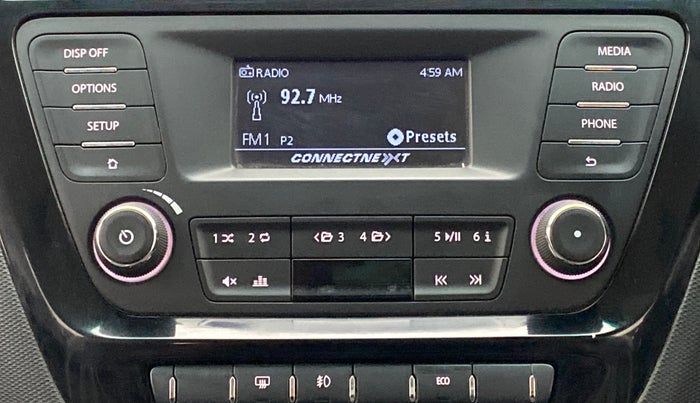 DISP OFF
OPTIONS
SETUP
RADIO 4:59 AM
92.7 MHz
FM1 P2 Presets
CONNECTNEXT
MEDIA
RADIO
PHONE
1 2 3 4 5 6 i
ECO